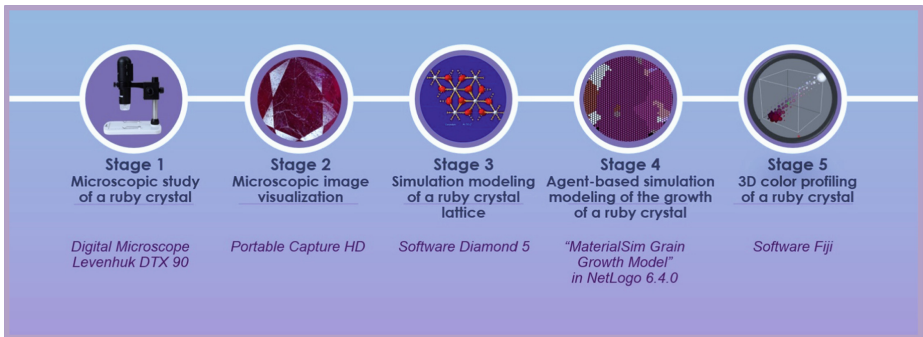 Stage 1
Microscopic study
of a ruby crystal
Digital Microscope
Levenhuk DTX 90
Stage 2
Microscopic image
visualization
Portable Capture HD
Stage 3
Simulation modeling
of a ruby crystal
lattice
Software Diamond 5
Stage 4
Agent-based simulation
modeling of the growth
of a ruby crystal
“MaterialSim Grain
Growth Model”
in NetLogo 6.4.0
Stage 5
3D color profiling
of a ruby crystal
Software Fiji